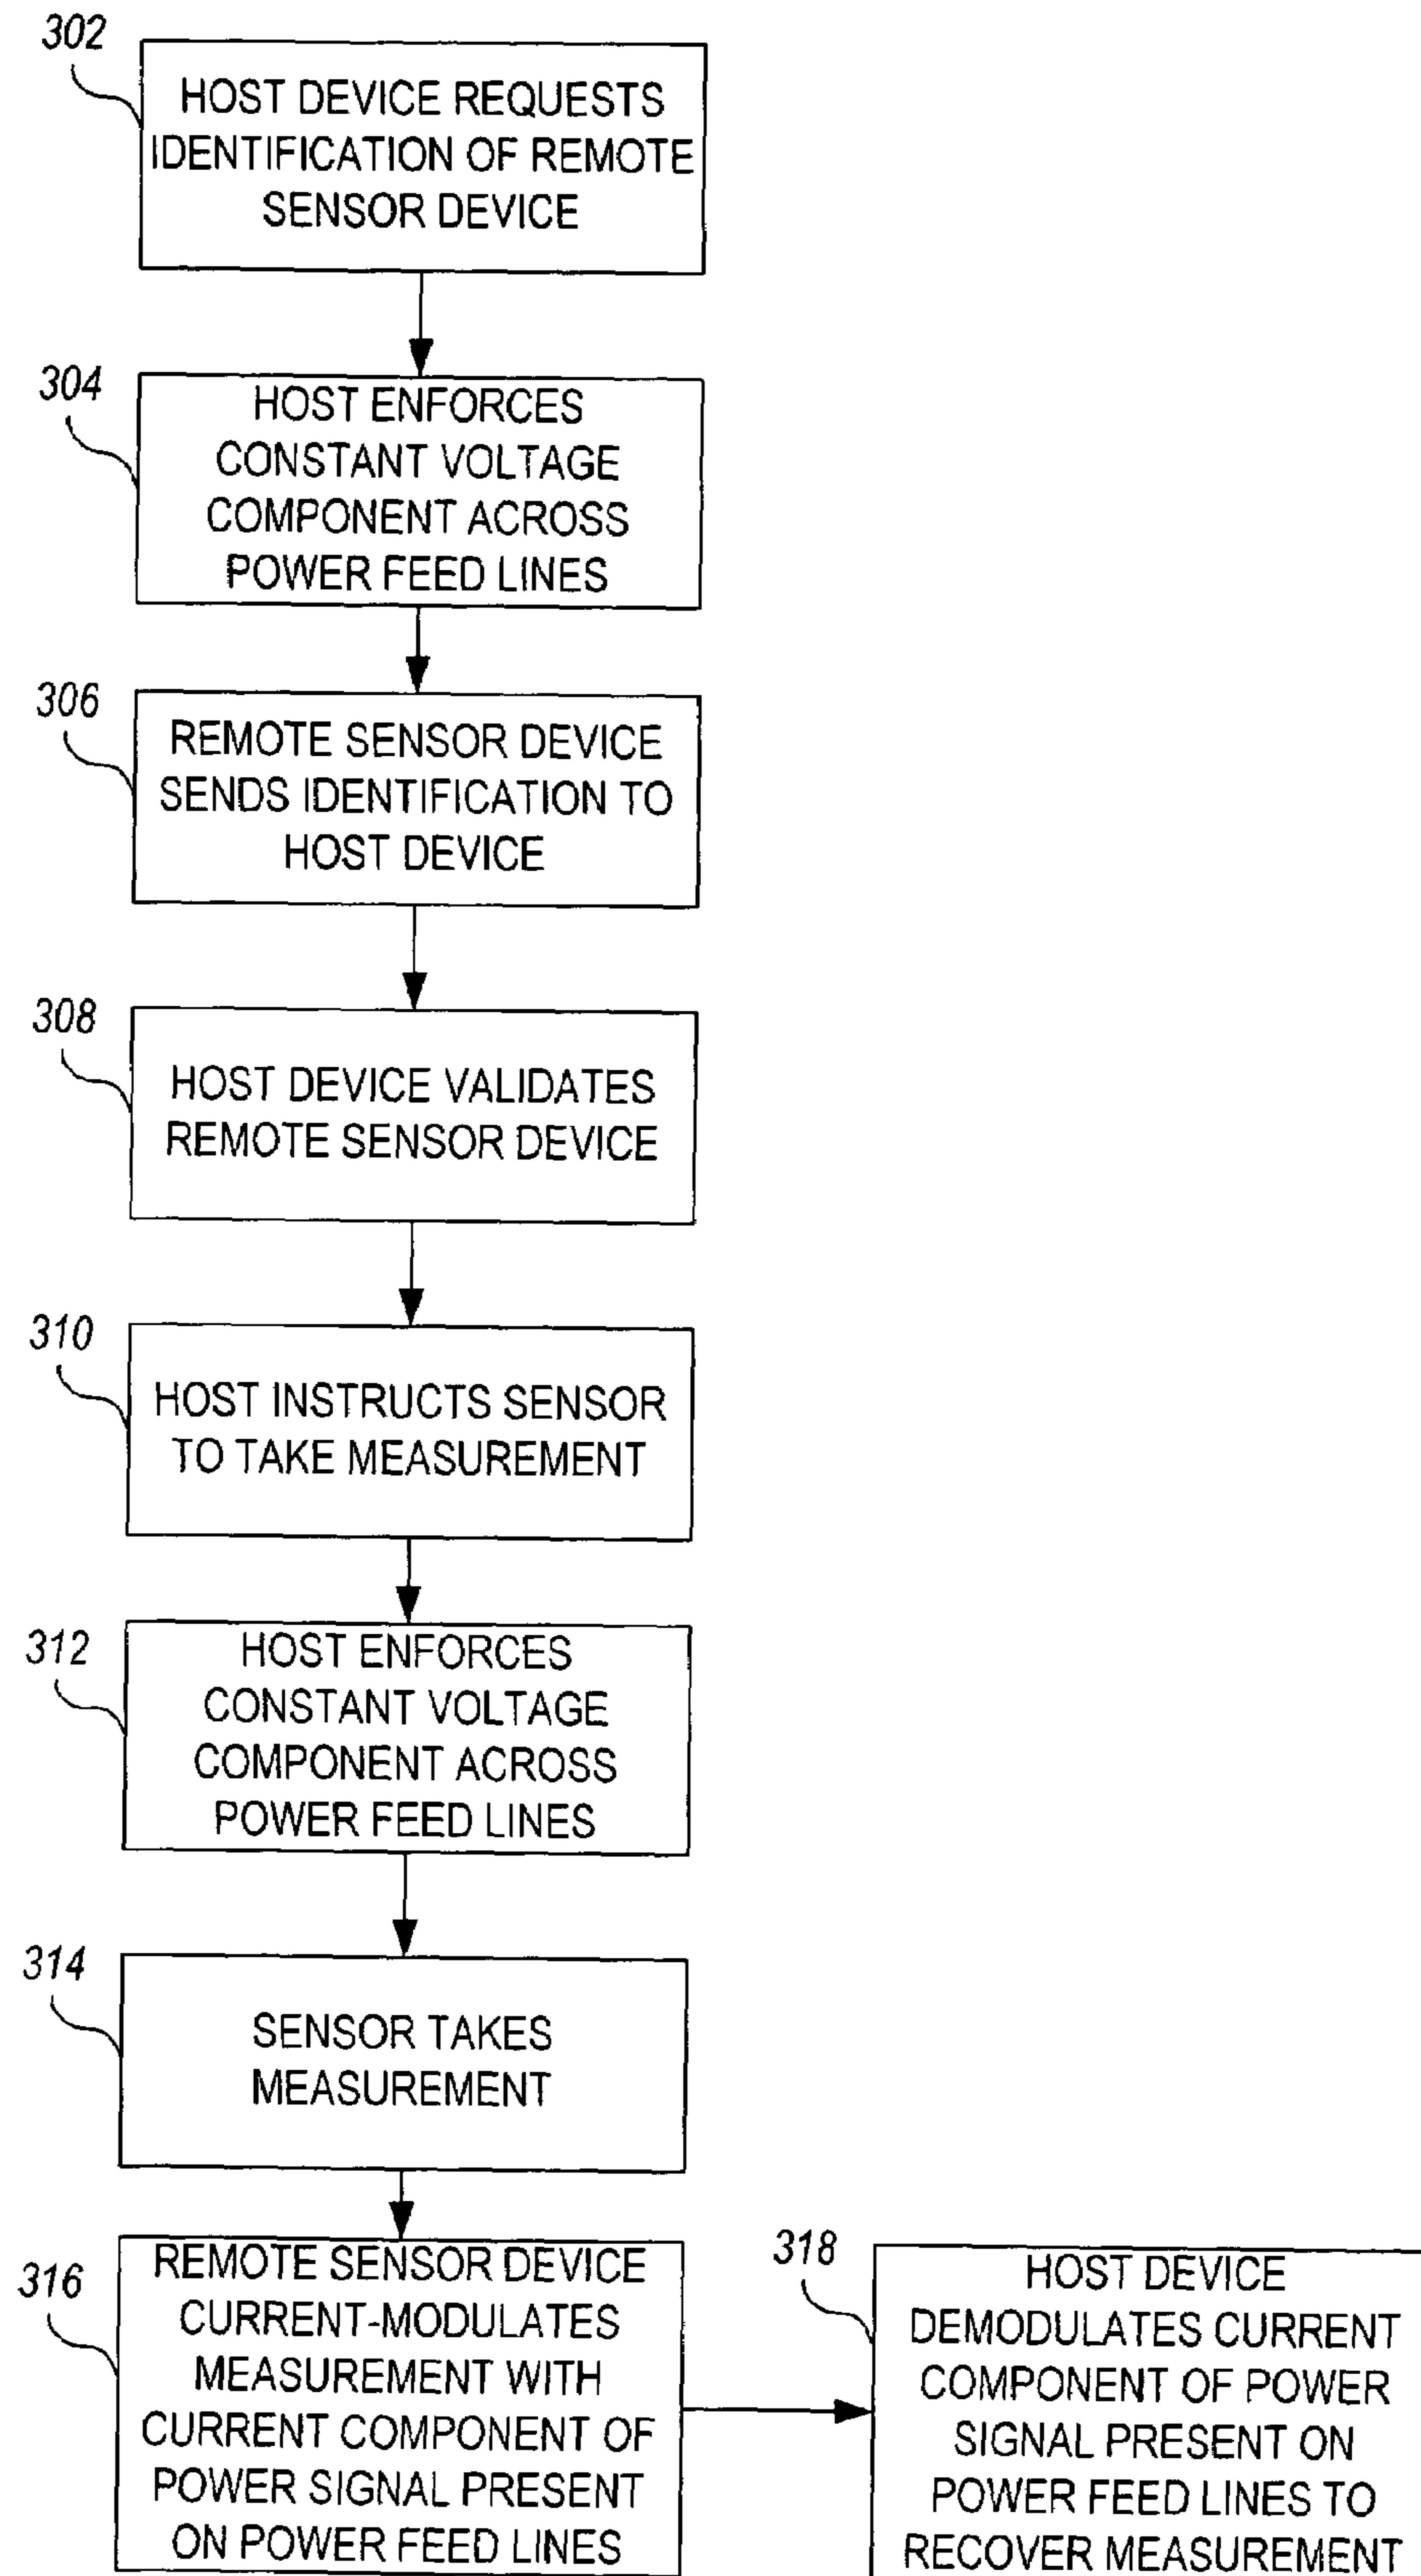 302
HOST DEVICE REQUESTS
IDENTIFICATION OF REMOTE
SENSOR DEVICE
304
HOST ENFORCES
CONSTANT VOLTAGE
COMPONENT ACROSS
POWER FEED LINES
306
REMOTE SENSOR DEVICE
SENDS IDENTIFICATION TO
HOST DEVICE
308
HOST DEVICE VALIDATES
REMOTE SENSOR DEVICE
310
HOST INSTRUCTS SENSOR
TO TAKE MEASUREMENT
312
HOST ENFORCES
CONSTANT VOLTAGE
COMPONENT ACROSS
POWER FEED LINES
314
SENSOR TAKES
MEASUREMENT
316
REMOTE SENSOR DEVICE
CURRENT-MODULATES
MEASUREMENT WITH
CURRENT COMPONENT OF
POWER SIGNAL PRESENT
ON POWER FEED LINES
318
HOST DEVICE
DEMODULATES CURRENT
COMPONENT OF POWER
SIGNAL PRESENT ON
POWER FEED LINES TO
RECOVER MEASUREMENT